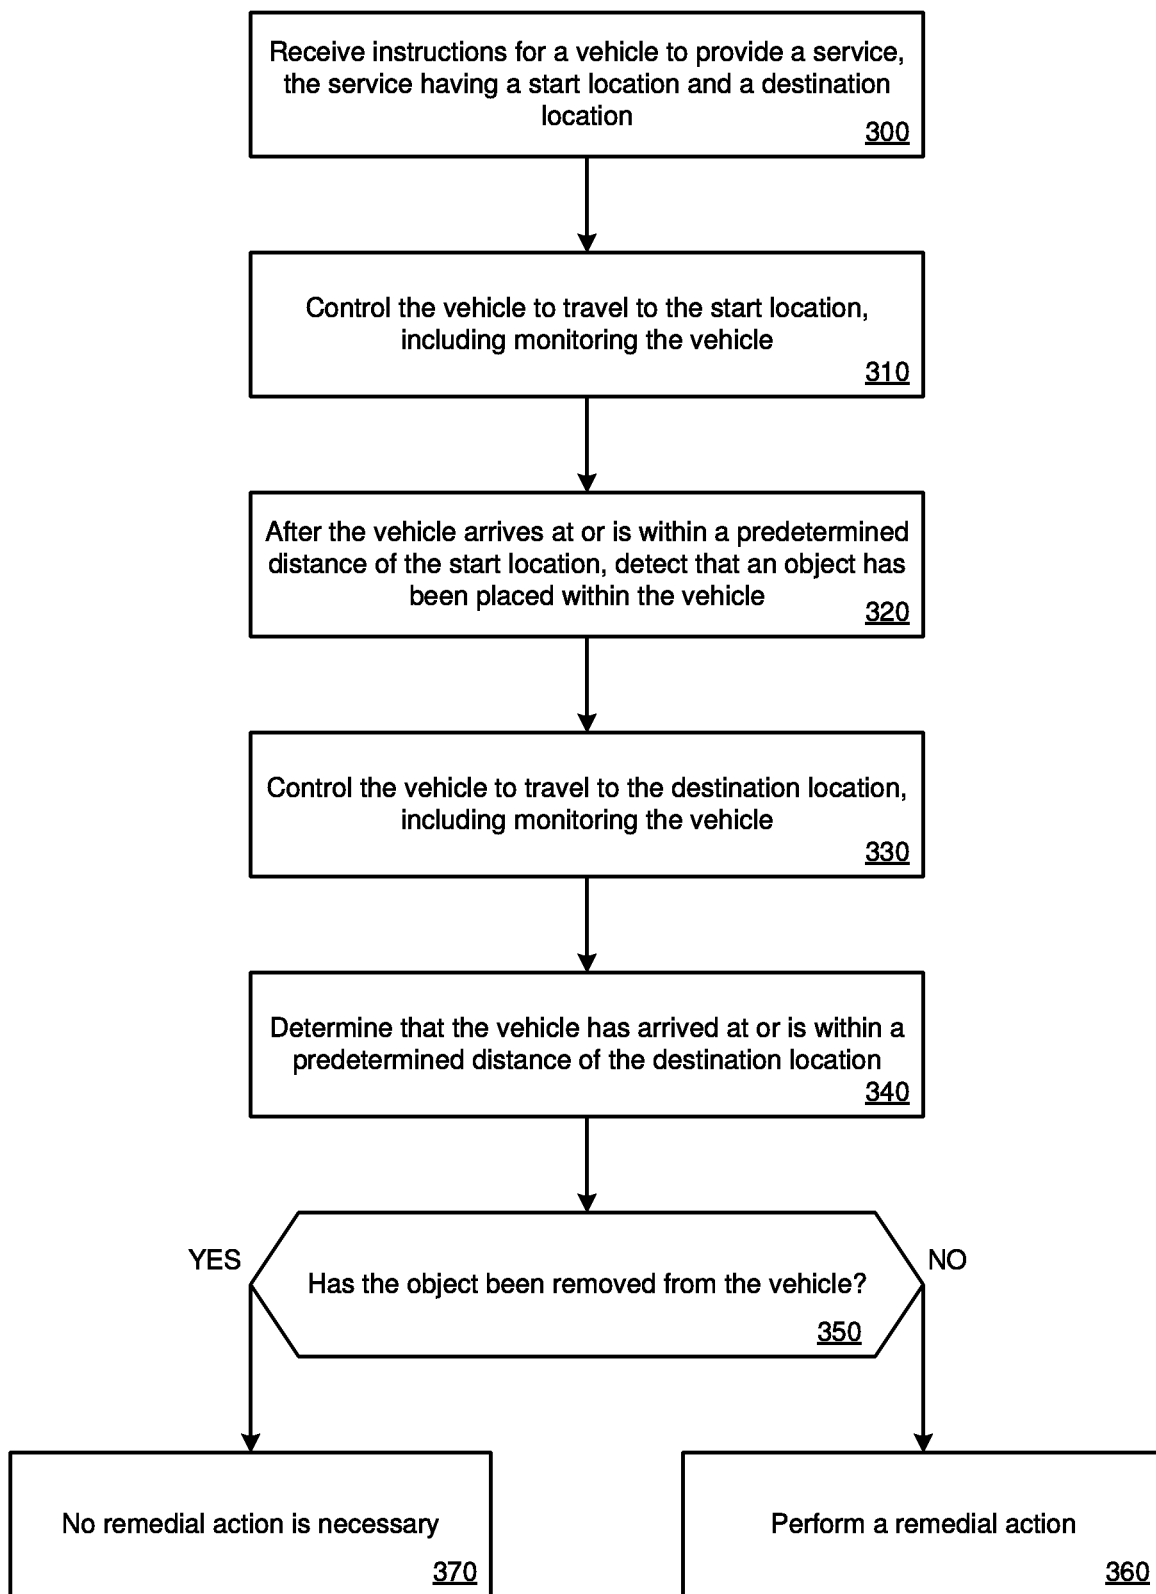 Receive instructions for a vehicle to provide a service,
the service having a start location and a destination
location
300
Control the vehicle to travel to the start location,
including monitoring the vehicle
310
After the vehicle arrives at or is within a predetermined
distance of the start location, detect that an object has
been placed within the vehicle
320
Control the vehicle to travel to the destination location,
including monitoring the vehicle
330
Determine that the vehicle has arrived at or is within a
predetermined distance of the destination location
340
YES
NO
Has the object been removed from the vehicle?
350
No remedial action is necessary
370
Perform a remedial action
360